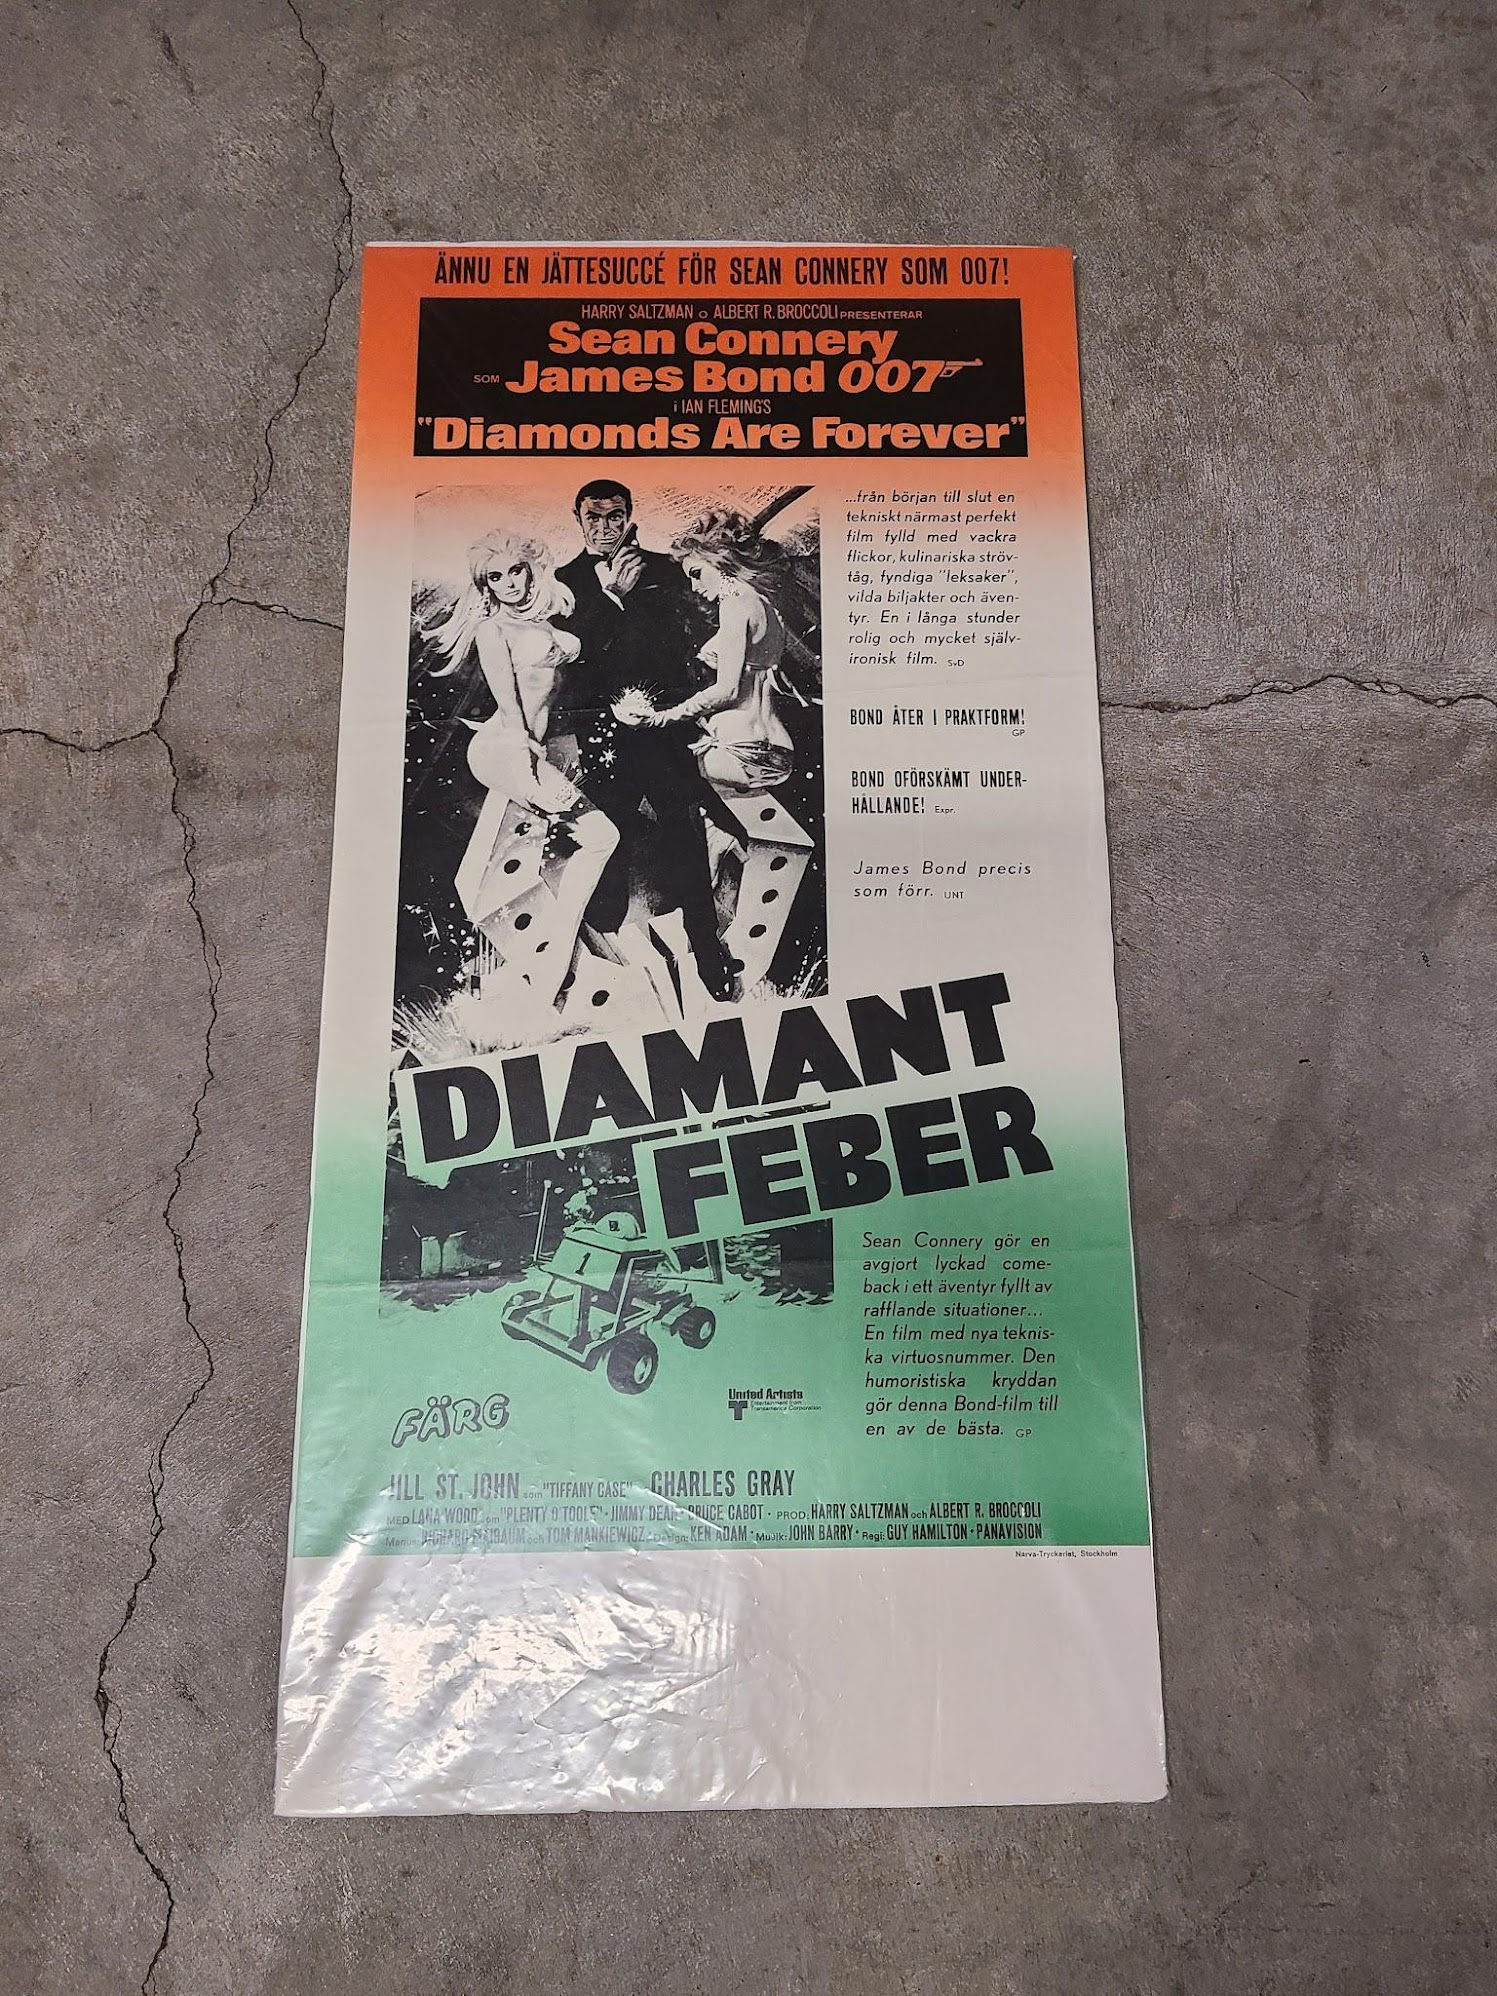 ÄNNU EN JÄTTESUCCÉ FÖR SEAN CONNERY SOM 007!
HARRY SALTZMAN o ALBERT R. BROCCOLI PRESENTERAR
Sean Connery
SOM James Bond 007
i IAN FLEMING'S
"Diamonds Are Forever"
...från början till slut en
tekniskt närmast perfekt
film fylld med vackra
flickor, kulinariska ströv-
tåg, fyndiga "leksaker",
vilda biljakter och även-
tyr. En i långa stunder
rolig och mycket själv-
ironisk film. SvD
BOND ÅTER I PRAKTFORM!
GP
BOND OFÖRSKÄMT UNDER-
HÅLLANDE! Expr.
James Bond precis
som förr. UNT
DIAMANT
FEBER
1
Sean Connery gör en
avgjort lyckad come-
back i ett äventyr fyllt av
rafflande situationer...
En film med nya teknis-
ka virtuosnummer. Den
humoristiska kryddan
gör denna Bond-film till
en av de bästa. GP
FÄRG
United Artists
Entertainment from
Transamerica Corporation
JILL ST. JOHN som "TIFFANY CASE" CHARLES GRAY
MED LANA WOOD som "PLENTY O'TOOLE" · JIMMY DEAN · BRUCE CABOT · PROD: HARRY SALTZMAN och ALBERT R. BROCCOLI
Manus: RICHARD MAIBAUM och TOM MANKIEWICZ · Design: KEN ADAM · Musik: JOHN BARRY · Regi: GUY HAMILTON · PANAVISION
Narva-Tryckeriet, Stockholm